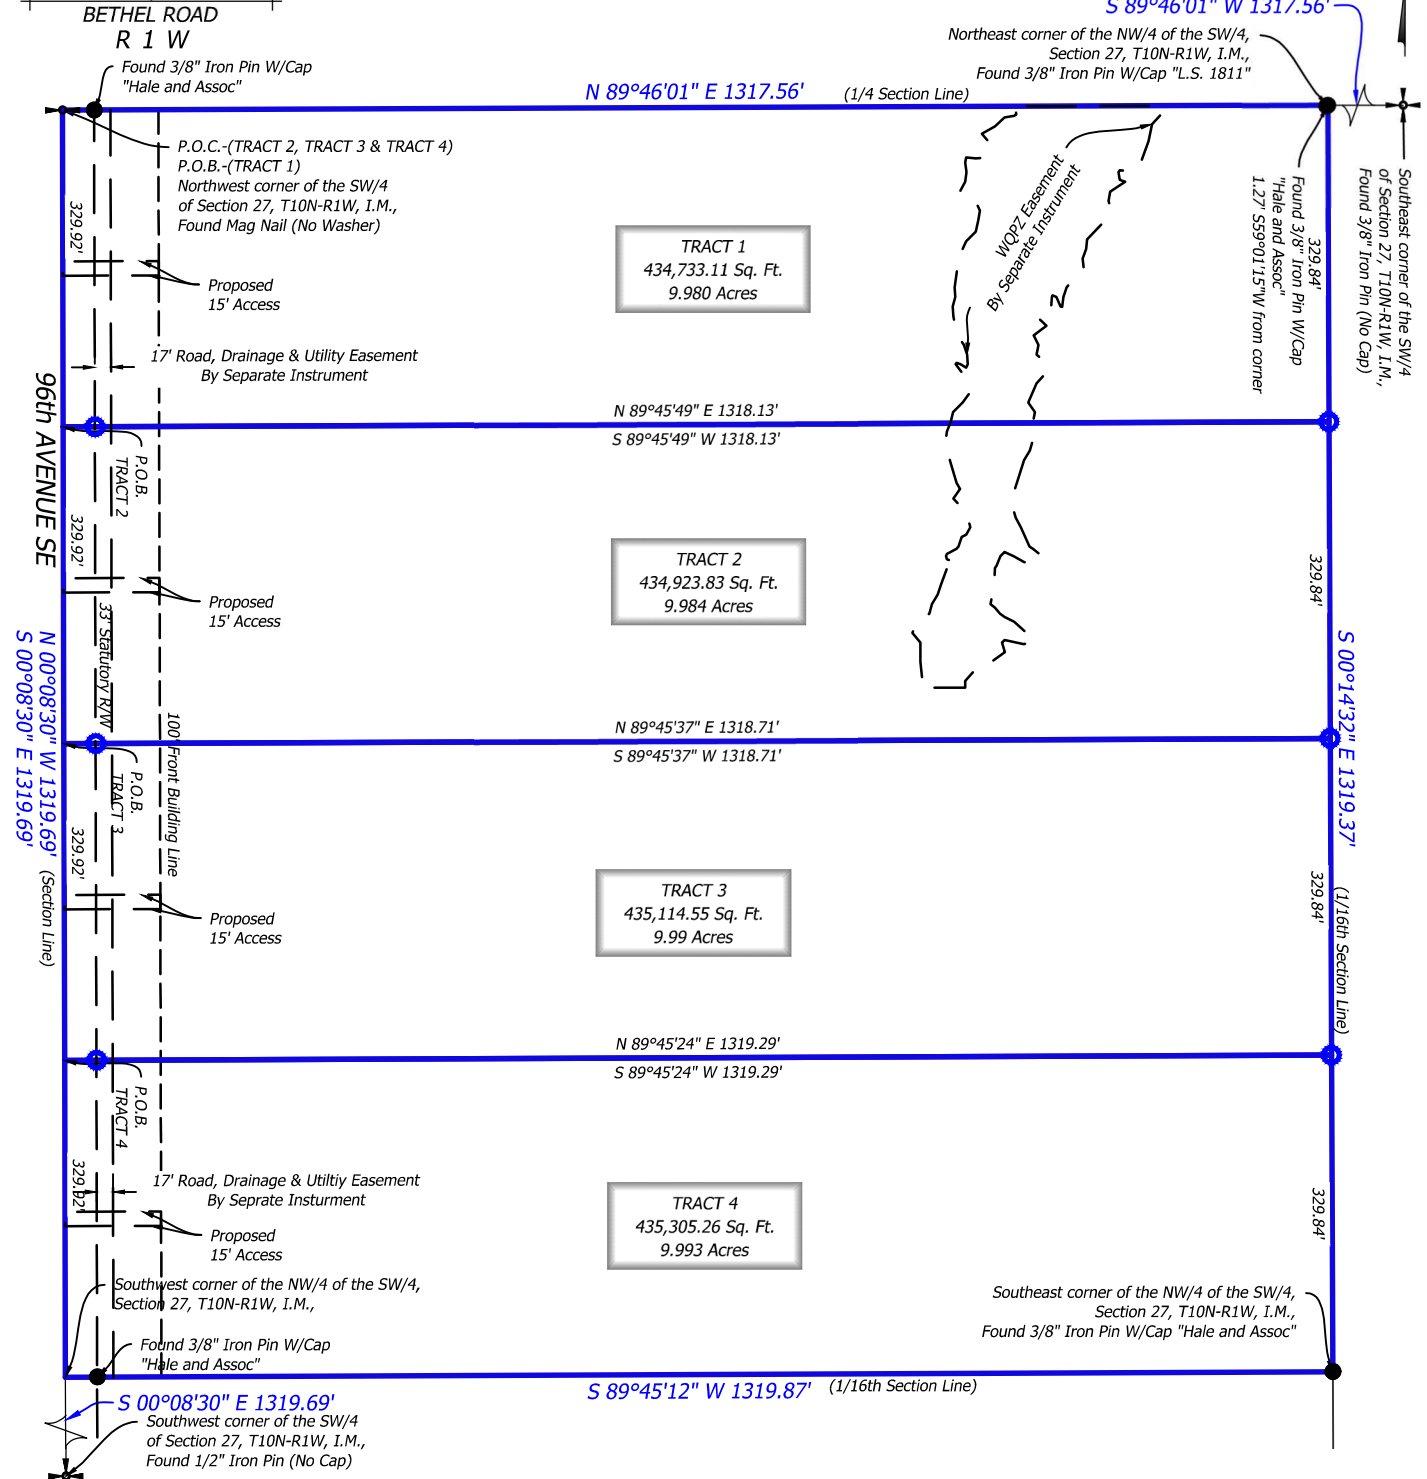 BETHEL ROAD
R 1 W
S 89°46'01" W 1317.56'
Found 3/8" Iron Pin W/Cap
"Hale and Assoc"
N 89°46'01" E 1317.56'
(1/4 Section Line)
Northeast corner of the NW/4 of the SW/4,
Section 27, T10N-R1W, I.M.,
Found 3/8" Iron Pin W/Cap "L.S. 1811"
P.O.C.-(TRACT 2, TRACT 3 & TRACT 4)
P.O.B.-(TRACT 1)
Northwest corner of the SW/4
of Section 27, T10N-R1W, I.M.,
Found Mag Nail (No Washer)
Southeast corner of the SW/4
of Section 27, T10N-R1W, I.M.,
Found 3/8" Iron Pin (No Cap)
Found 3/8" Iron Pin W/Cap
"Hale and Assoc"
1.27' S59°01'15"W from corner
329.84'
WQPZ Easement
By Separate Instrument
329.92'
TRACT 1
434,733.11 Sq. Ft.
9.980 Acres
Proposed
15' Access
17' Road, Drainage & Utility Easement
By Separate Instrument
96th AVENUE SE
N 89°45'49" E 1318.13'
S 89°45'49" W 1318.13'
P.O.B.
TRACT 2
329.92'
TRACT 2
434,923.83 Sq. Ft.
9.984 Acres
329.84'
Proposed
15' Access
33' Statutory R/W
N 00°08'30" W 1319.69'
S 00°08'30" E 1319.69'
(Section Line)
100' Front Building Line
S 00°14'32" E 1319.37'
(1/16th Section Line)
N 89°45'37" E 1318.71'
S 89°45'37" W 1318.71'
P.O.B.
TRACT 3
329.92'
TRACT 3
435,114.55 Sq. Ft.
9.99 Acres
329.84'
Proposed
15' Access
N 89°45'24" E 1319.29'
S 89°45'24" W 1319.29'
P.O.B.
TRACT 4
329.92'
17' Road, Drainage & Utiltiy Easement
By Seprate Insturment
TRACT 4
435,305.26 Sq. Ft.
9.993 Acres
329.84'
Proposed
15' Access
Southwest corner of the NW/4 of the SW/4,
Section 27, T10N-R1W, I.M.,
Southeast corner of the NW/4 of the SW/4,
Section 27, T10N-R1W, I.M.,
Found 3/8" Iron Pin W/Cap "Hale and Assoc"
Found 3/8" Iron Pin W/Cap
"Hale and Assoc"
S 89°45'12" W 1319.87'
(1/16th Section Line)
S 00°08'30" E 1319.69'
Southwest corner of the SW/4
of Section 27, T10N-R1W, I.M.,
Found 1/2" Iron Pin (No Cap)